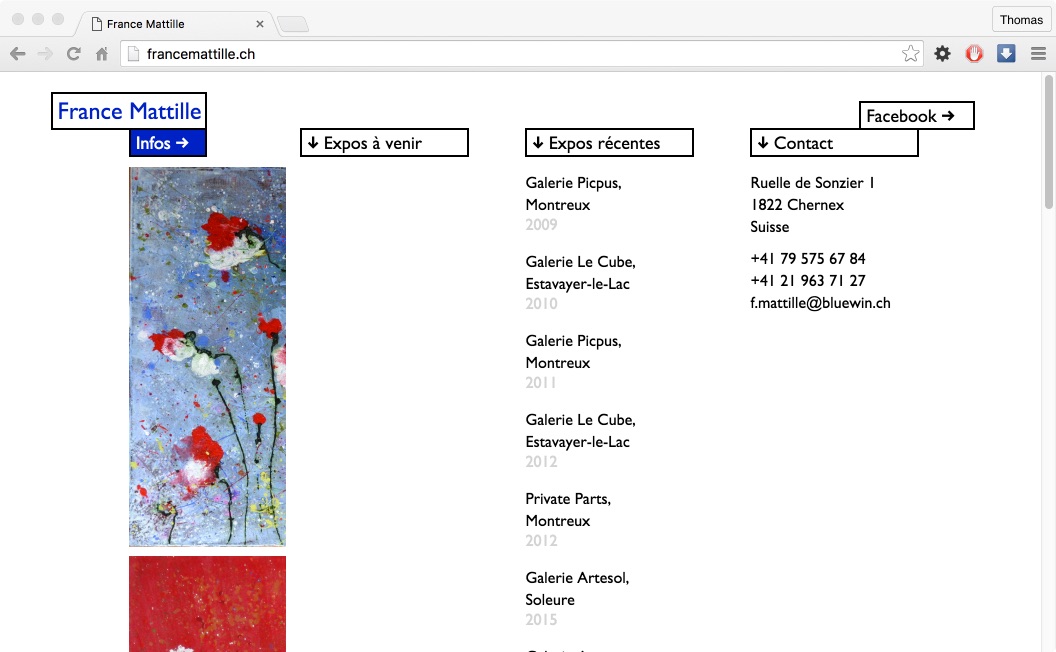 France Mattille
Thomas
francemattille.ch
France Mattille
Facebook →
Infos →
↓ Expos à venir
↓ Expos récentes
Galerie Picpus,
Montreux
2009
Galerie Le Cube,
Estavayer-le-Lac
2010
Galerie Picpus,
Montreux
2011
Galerie Le Cube,
Estavayer-le-Lac
2012
Private Parts,
Montreux
2012
Galerie Artesol,
Soleure
2015
↓ Contact
Ruelle de Sonzier 1
1822 Chernex
Suisse
+41 79 575 67 84
+41 21 963 71 27
f.mattille@bluewin.ch